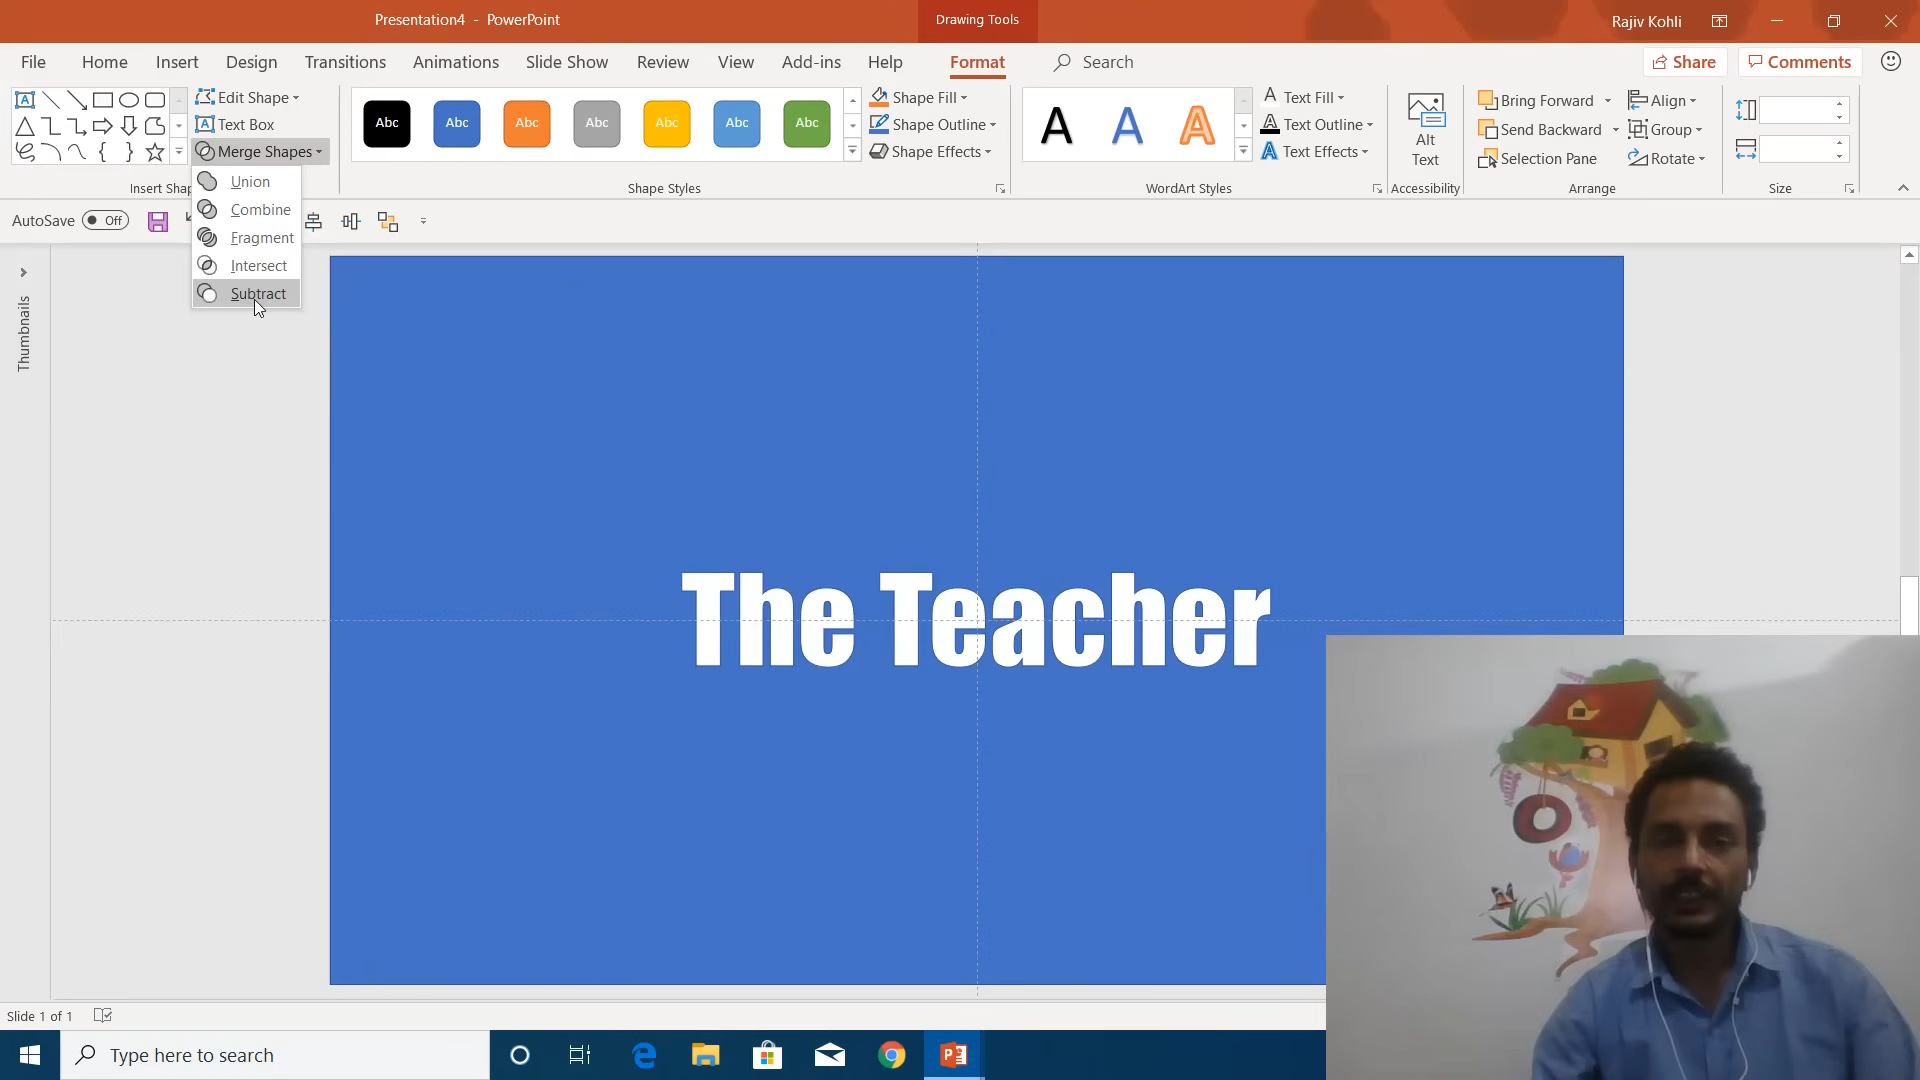 Presentation4 - PowerPoint
Drawing Tools
Rajiv Kohli
File Home Insert Design Transitions Animations Slide Show Review View Add-ins Help Format Search Share Comments
Edit Shape
Text Box
Merge Shapes
Insert Shap
Abc Abc Abc Abc Abc Abc Abc
Shape Fill
Shape Outline
Shape Effects
Shape Styles
A A A
Text Fill
Text Outline
Text Effects
WordArt Styles
Alt
Text
Accessibility
Bring Forward
Send Backward
Selection Pane
Align
Group
Rotate
Arrange
Size
Union
Combine
Fragment
Intersect
Subtract
AutoSave Off
Thumbnails
The Teacher
Slide 1 of 1
Type here to search